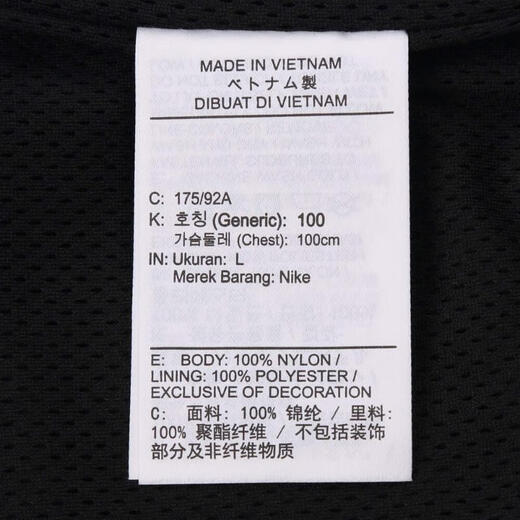 MADE IN VIETNAM
ベトナム製
DIBUAT DI VIETNAM
C: 175/92A
K: 호칭 (Generic): 100
가슴둘레 (Chest): 100cm
IN: Ukuran: L
Merek Barang: Nike
E: BODY: 100% NYLON/
LINING: 100% POLYESTER/
EXCLUSIVE OF DECORATION
C: 面料: 100% 锦纶 / 里料:
100% 聚酯纤维 / 不包括装饰
部分及非纤维物质